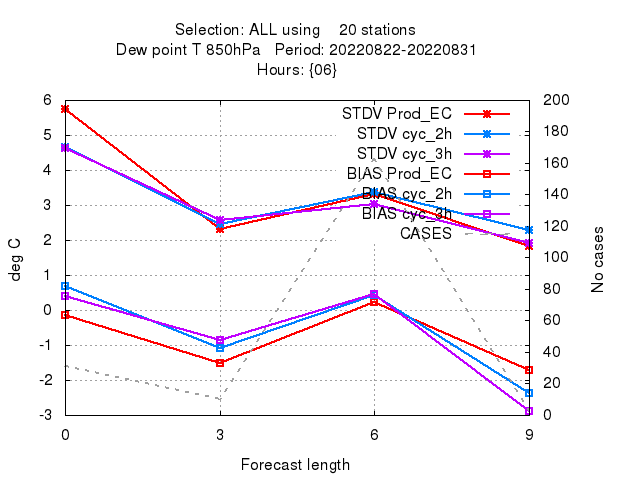 Selection: ALL using    20 stations
Dew point T 850hPa   Period: 20220822-20220831
Hours: {06}
6
5
4
3
2
1
0
-1
-2
-3
deg C
STDV Prod_EC
STDV cyc_2h
STDV cyc_3h
BIAS Prod_EC
BIAS cyc_2h
BIAS cyc_3h
CASES
200
180
160
140
120
100
80
60
40
20
0
No cases
0 3 6 9
Forecast length